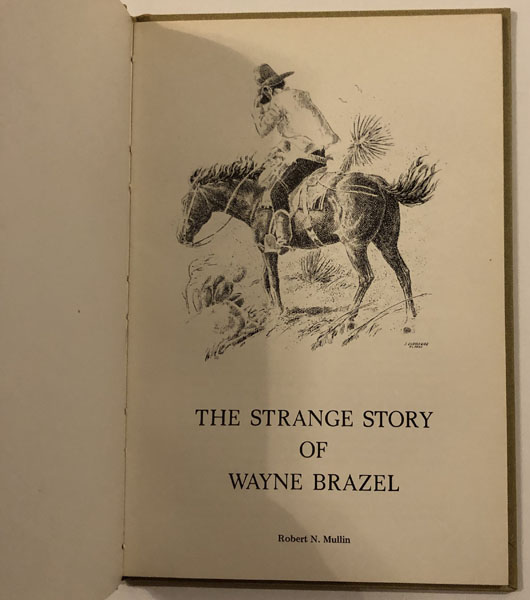 THE STRANGE STORY
OF
WAYNE BRAZEL
Robert N. Mullin